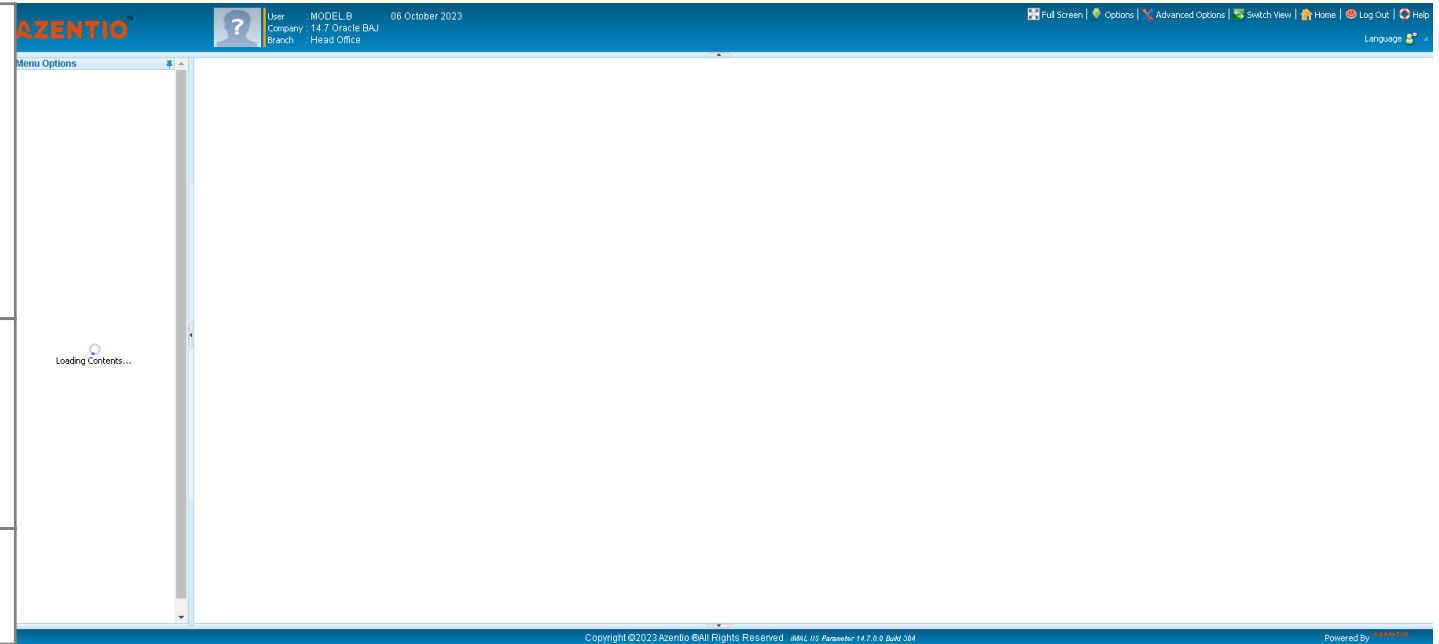 AZENTIO
User : MODEL.B 06 October 2023
Company : 14.7 Oracle BAJ
Branch : Head Office
Full Screen | Options | Advanced Options | Switch View | Home | Log Out | Help
Language
Menu Options
Loading Contents...
Copyright ©2023 Azentio ®All Rights Reserved iMAL IIS Parameter 14.7.0.0 Build 304
Powered By AZENTIO